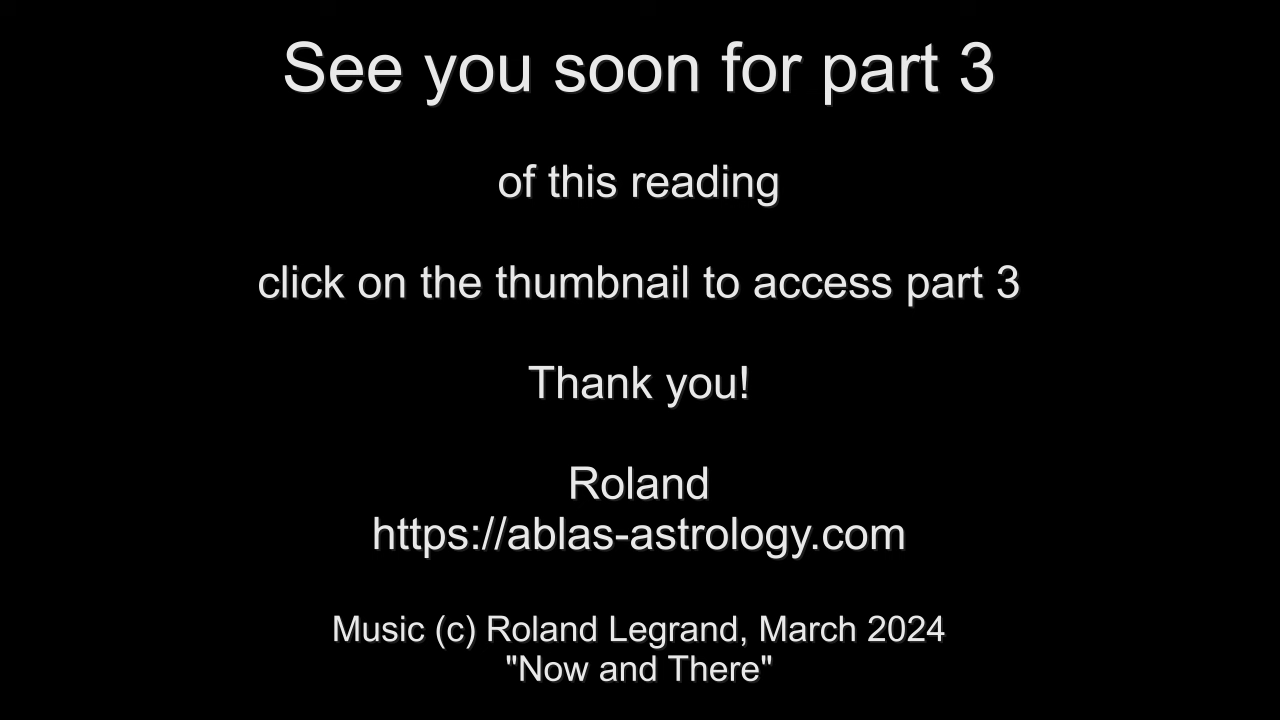 See you soon for part 3
of this reading
click on the thumbnail to access part 3
Thank you!
Roland
https://ablas-astrology.com
Music (c) Roland Legrand, March 2024
"Now and There"